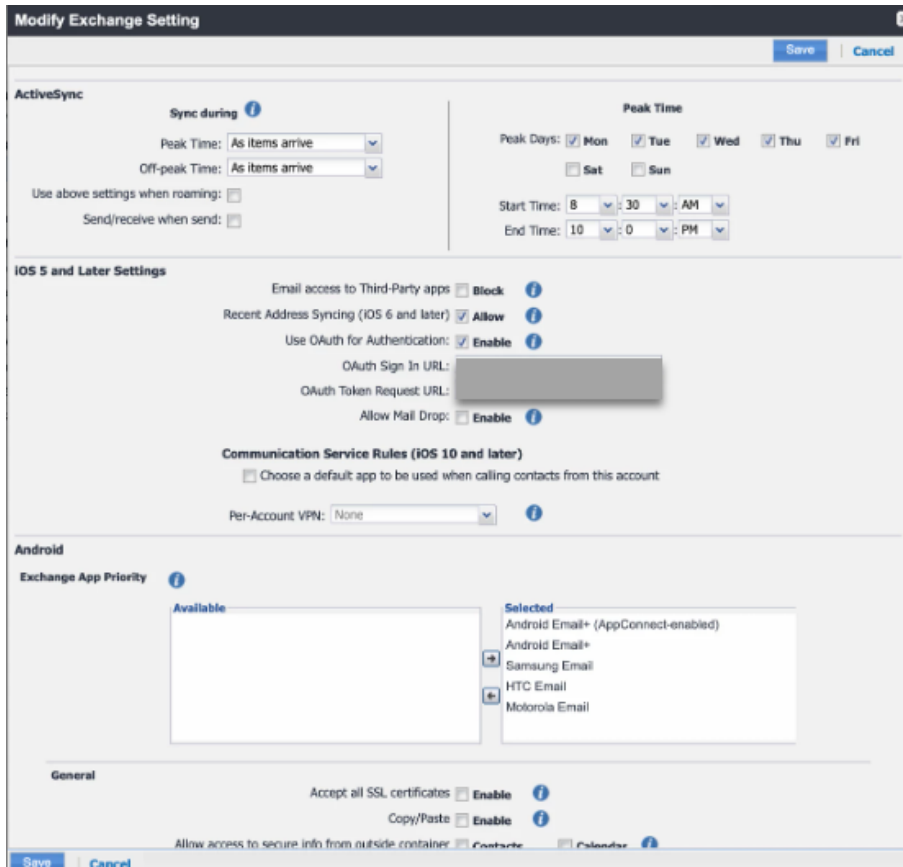 Modify Exchange Setting
Save Cancel
ActiveSync
Sync during
Peak Time: As items arrive
Off-peak Time: As items arrive
Use above settings when roaming:
Send/receive when send:
Peak Time
Peak Days: Mon Tue Wed Thu Fri
Sat Sun
Start Time: 8 : 30 : AM
End Time: 10 : 0 : PM
iOS 5 and Later Settings
Email access to Third-Party apps Block
Recent Address Syncing (iOS 6 and later) Allow
Use OAuth for Authentication: Enable
OAuth Sign In URL:
OAuth Token Request URL:
Allow Mail Drop: Enable
Communication Service Rules (iOS 10 and later)
Choose a default app to be used when calling contacts from this account
Per-Account VPN: None
Android
Exchange App Priority
Available
Selected
Android Email+ (AppConnect-enabled)
Android Email+
Samsung Email
HTC Email
Motorola Email
General
Accept all SSL certificates Enable
Copy/Paste Enable
Allow access to secure info from outside container Contacts Calendar
Save Cancel